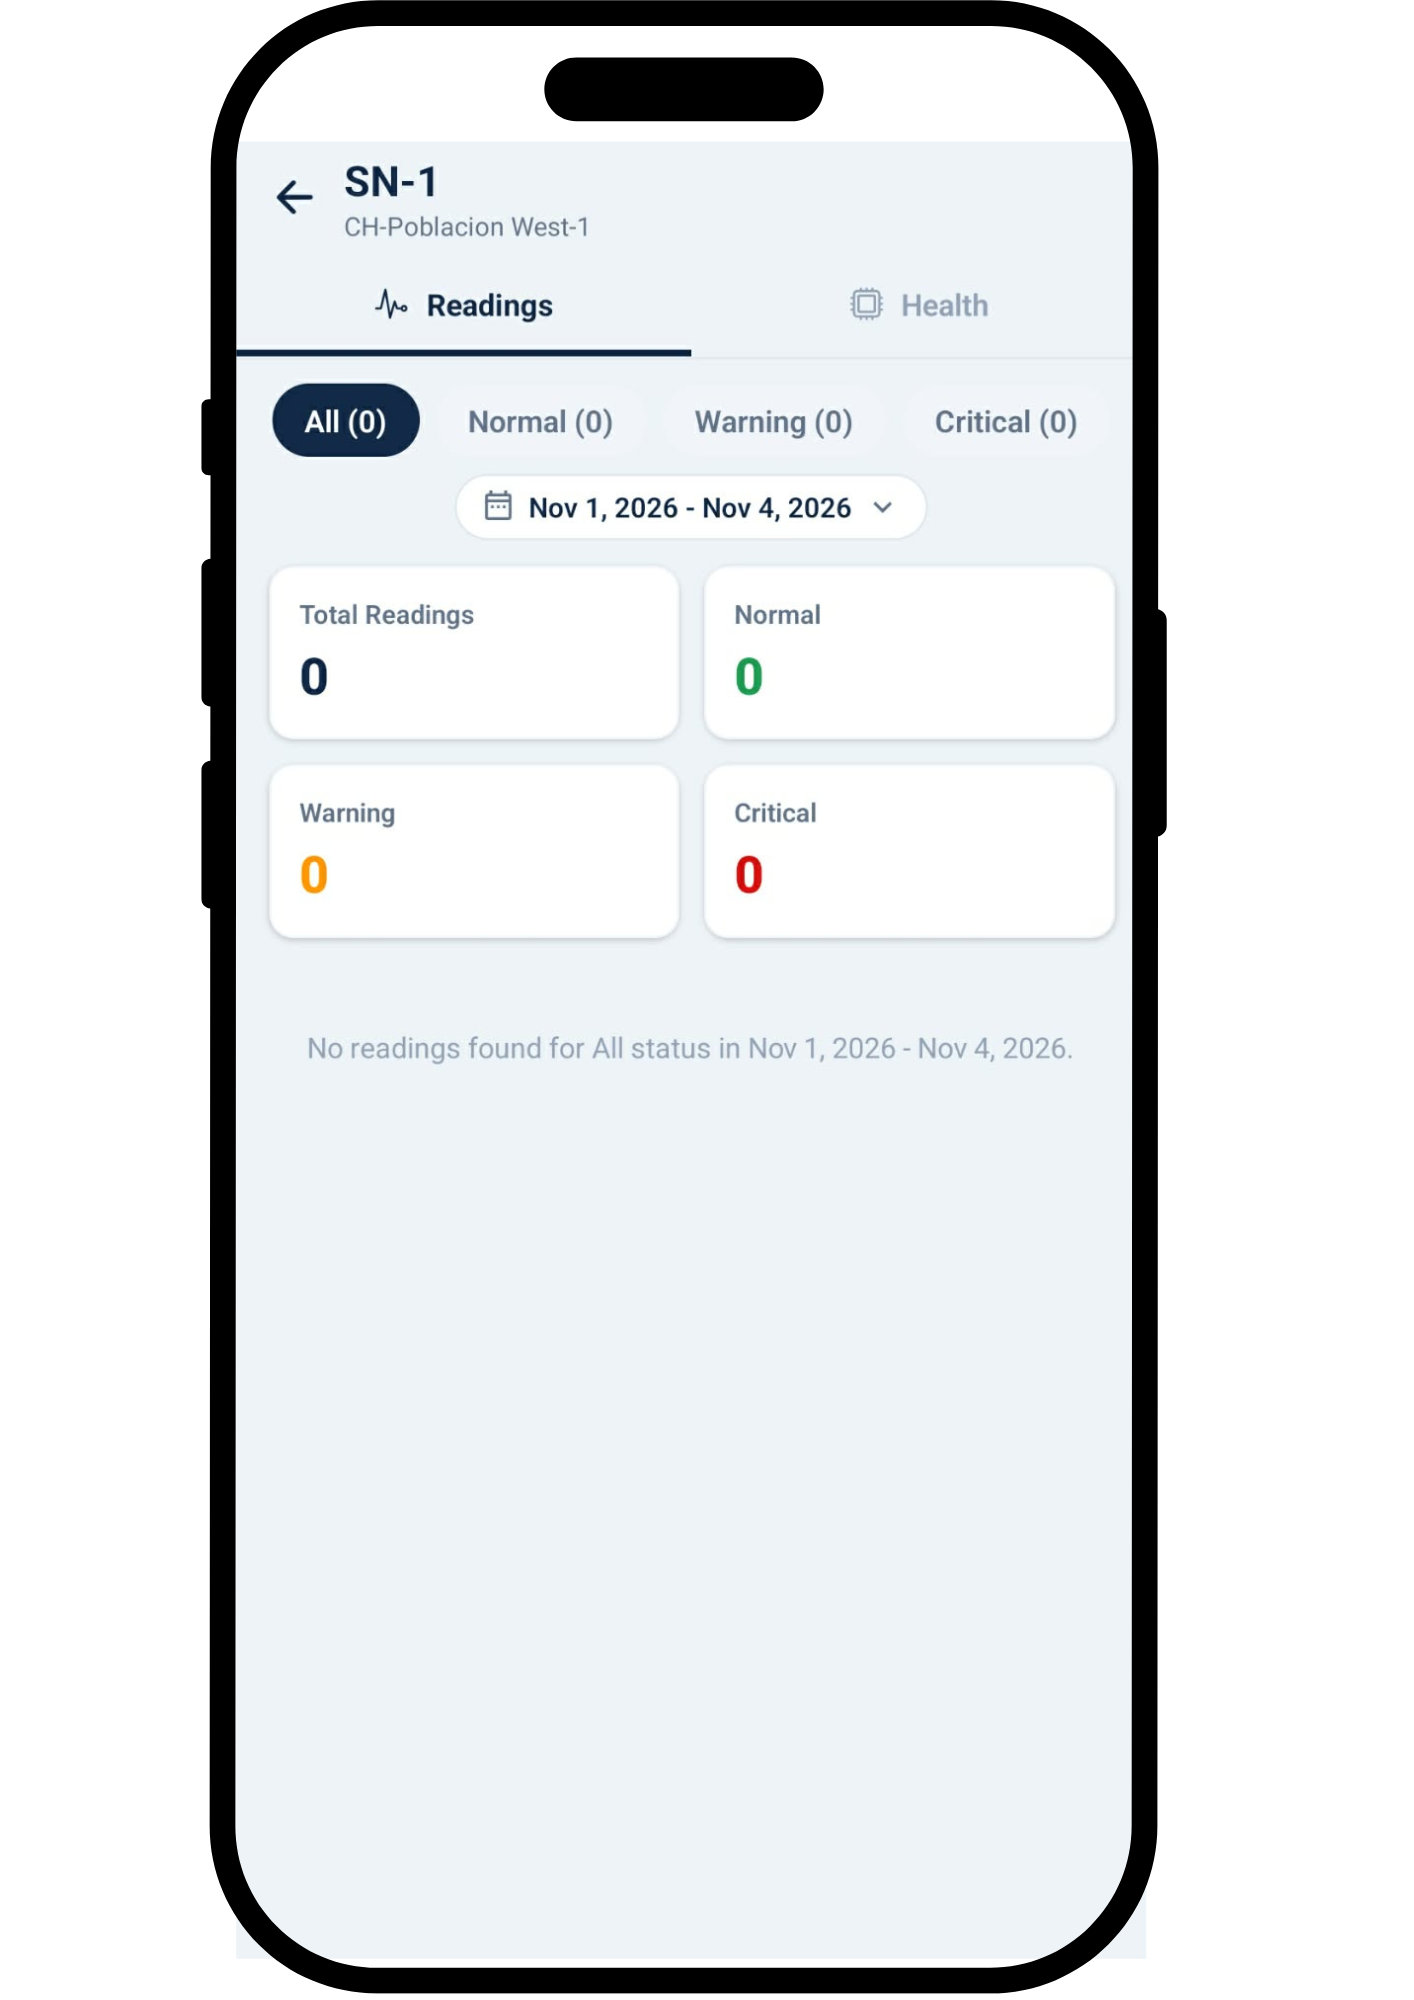 SN-1
CH-Poblacion West-1
Readings
Health
All (0)
Normal (0)
Warning (0)
Critical (0)
Nov 1, 2026 - Nov 4, 2026
Total Readings
Normal
0
0
Warning
Critical
0
0
No readings found for All status in Nov 1, 2026 - Nov 4, 2026.